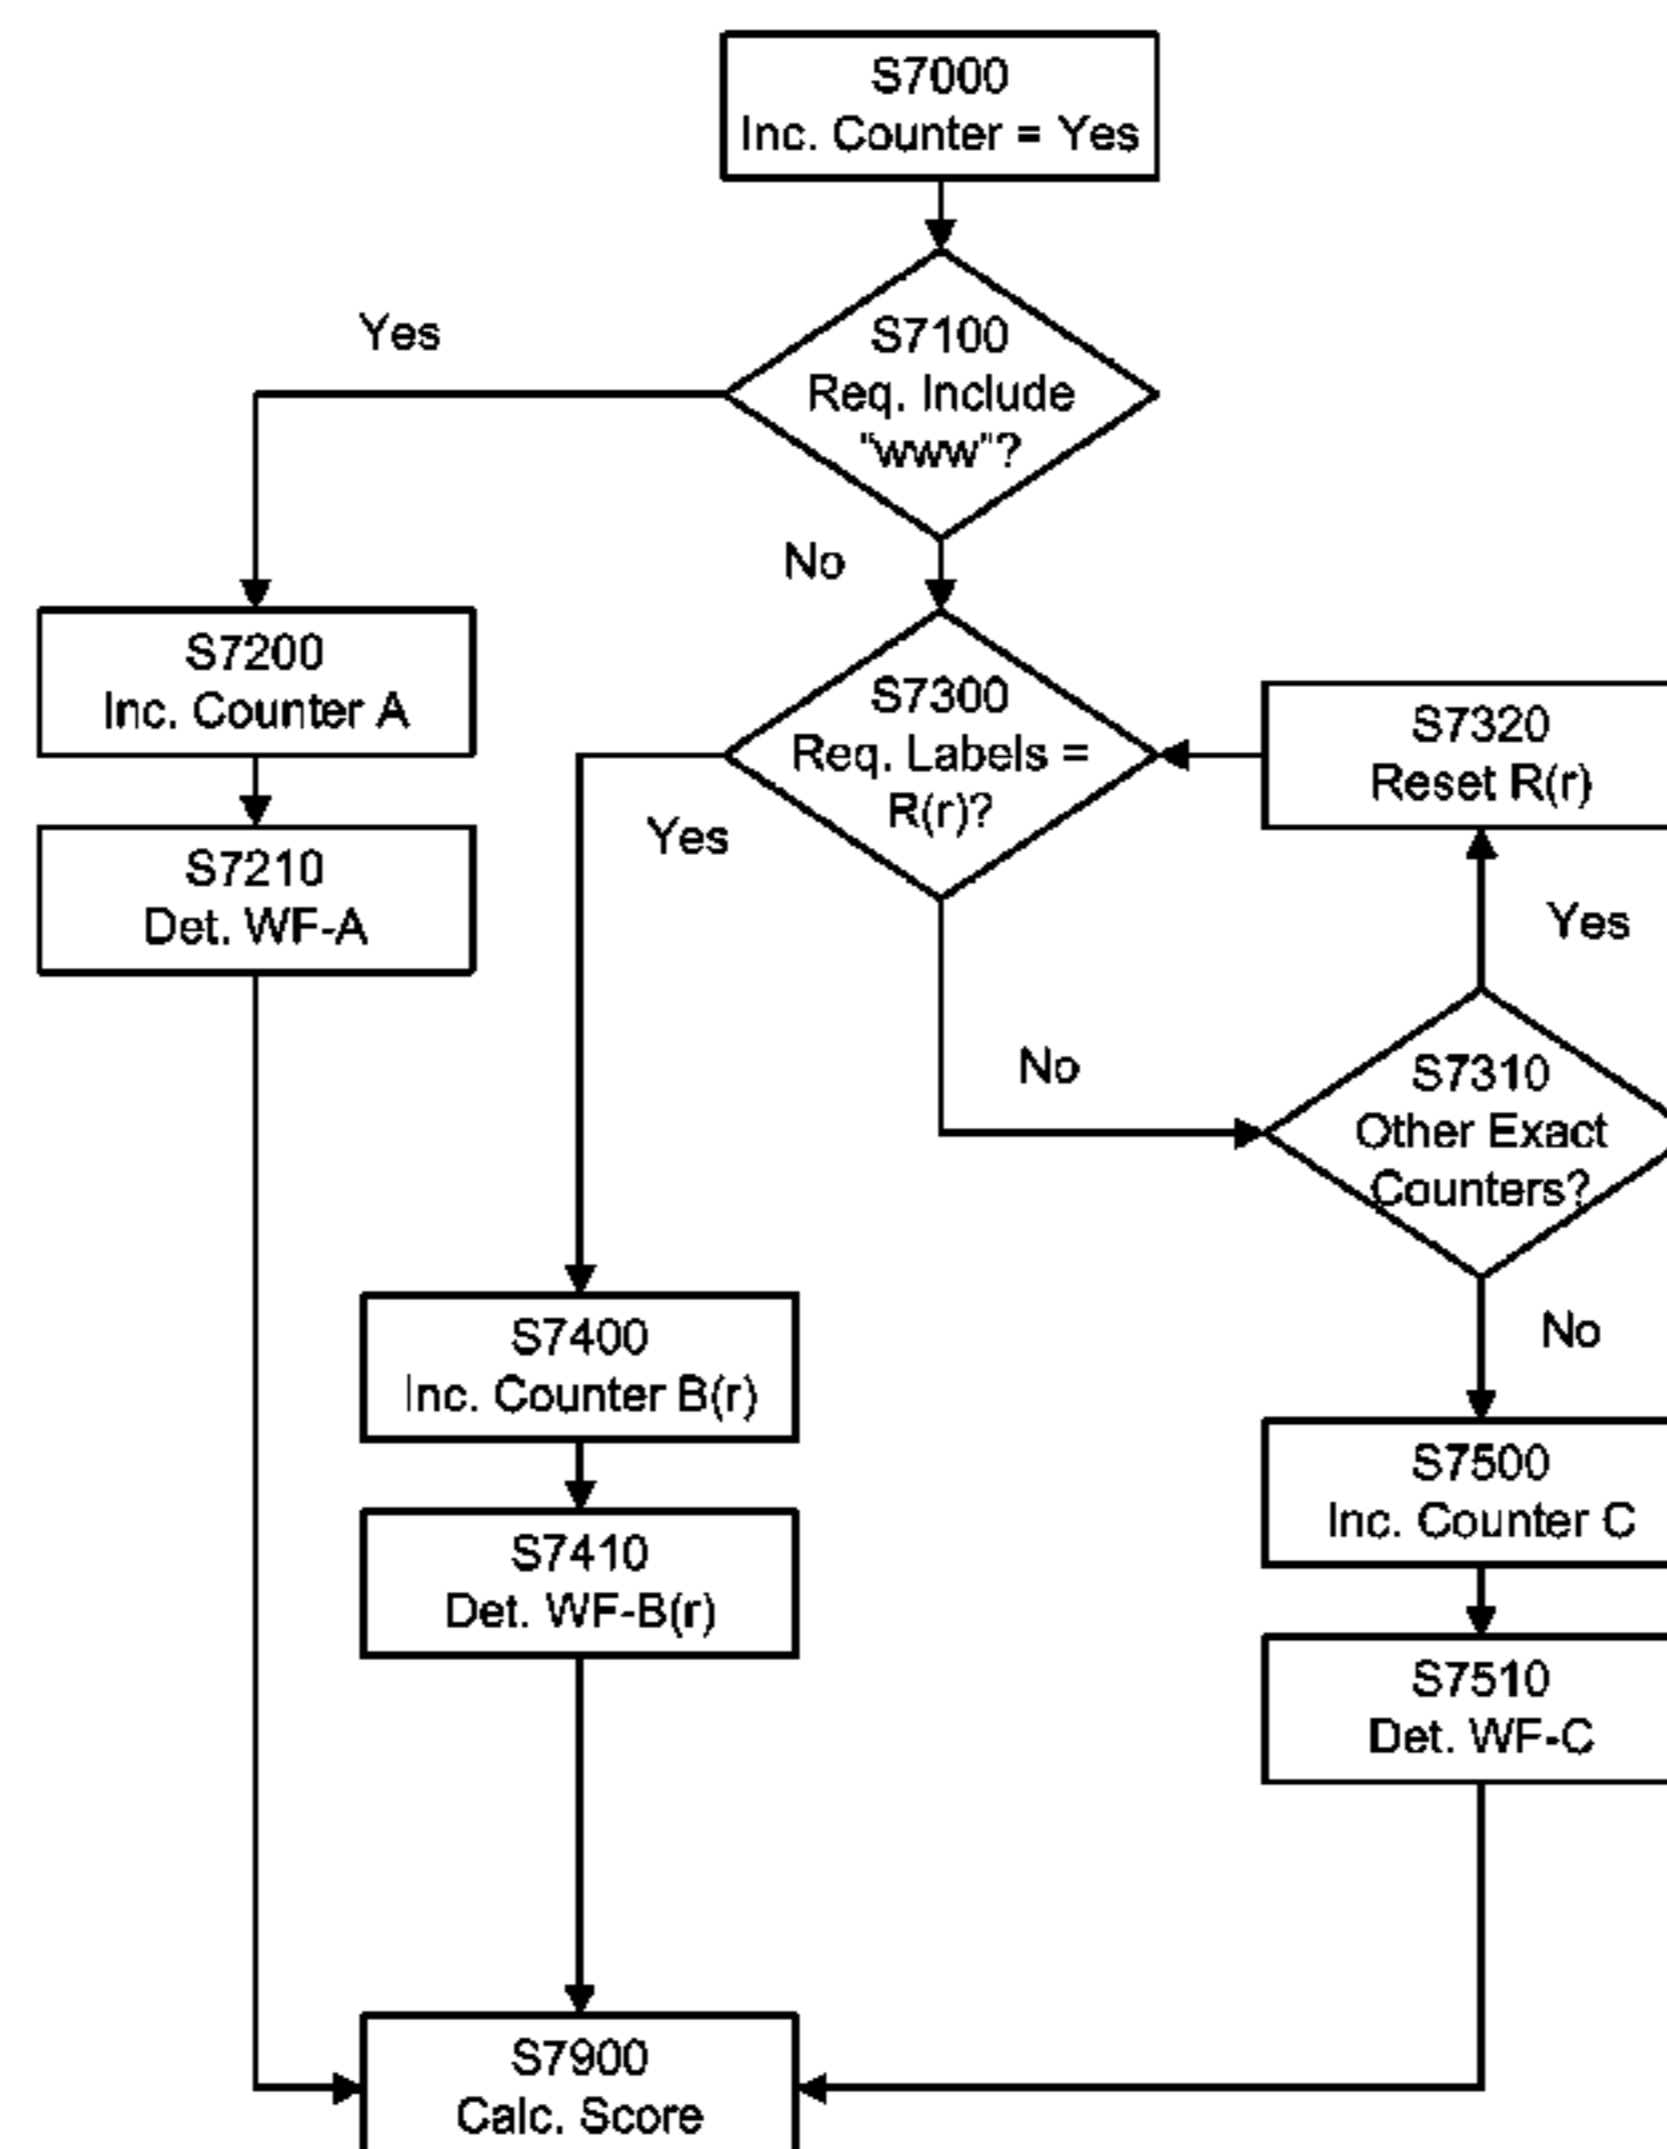 S7000
Inc. Counter = Yes
Yes
S7100
Req. Include
"www"?
No
S7200
Inc. Counter A
S7300
Req. Labels =
R(r)?
S7320
Reset R(r)
Yes
S7210
Det. WF-A
Yes
No
S7310
Other Exact
Counters?
No
S7400
Inc. Counter B(r)
S7500
Inc. Counter C
S7410
Det. WF-B(r)
S7510
Det. WF-C
S7900
Calc. Score